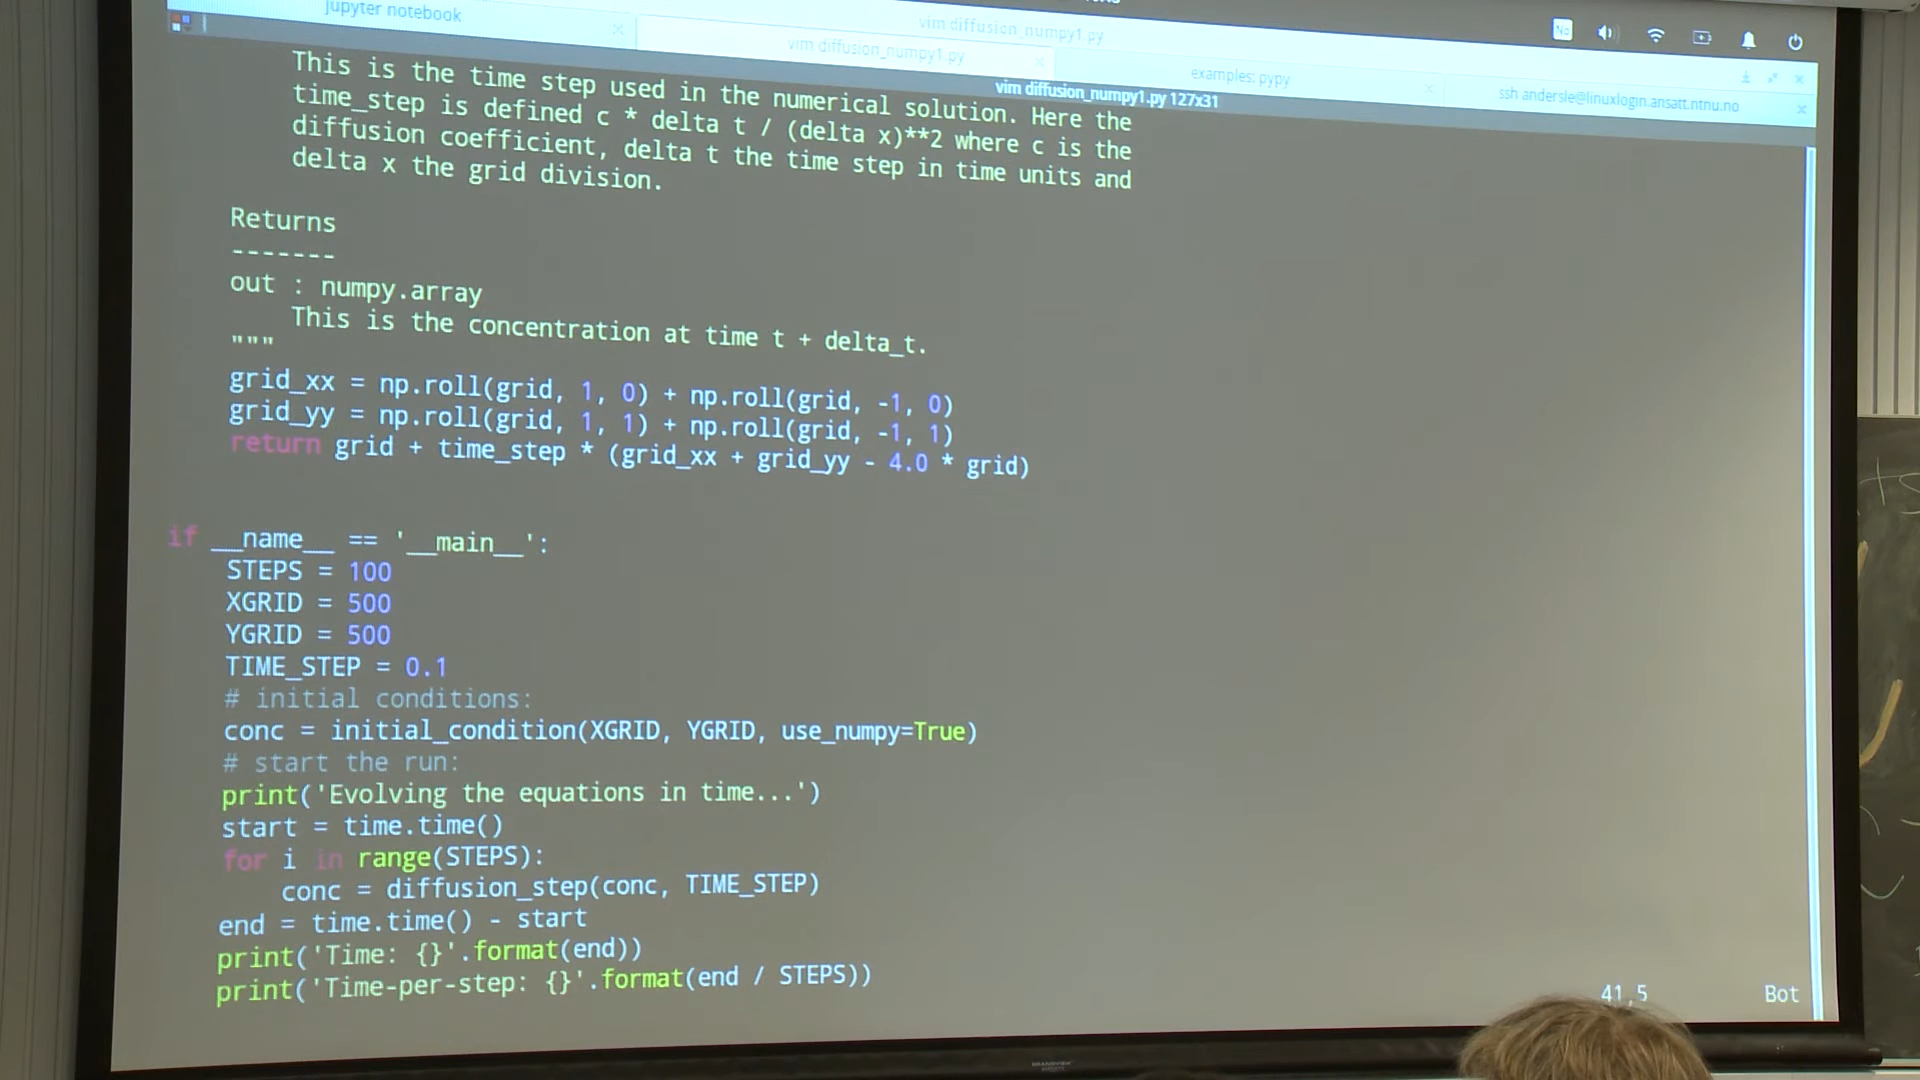 jupyter notebook
vim diffusion_numpy1.py
vim diffusion_numpy1.py
examples: pypy
ssh andersle@linuxlogin.ansatt.ntnu.no
vim diffusion_numpy1.py 127x31
No
This is the time step used in the numerical solution. Here the
time_step is defined c * delta t / (delta x)**2 where c is the
diffusion coefficient, delta t the time step in time units and
delta x the grid division.
Returns
-------
out : numpy.array
This is the concentration at time t + delta_t.
"""
grid_xx = np.roll(grid, 1, 0) + np.roll(grid, -1, 0)
grid_yy = np.roll(grid, 1, 1) + np.roll(grid, -1, 1)
return grid + time_step * (grid_xx + grid_yy - 4.0 * grid)
if __name__ == '__main__':
STEPS = 100
XGRID = 500
YGRID = 500
TIME_STEP = 0.1
# initial conditions:
conc = initial_condition(XGRID, YGRID, use_numpy=True)
# start the run:
print('Evolving the equations in time...')
start = time.time()
for i in range(STEPS):
conc = diffusion_step(conc, TIME_STEP)
end = time.time() - start
print('Time: {}'.format(end))
print('Time-per-step: {}'.format(end / STEPS))
41,5
Bot